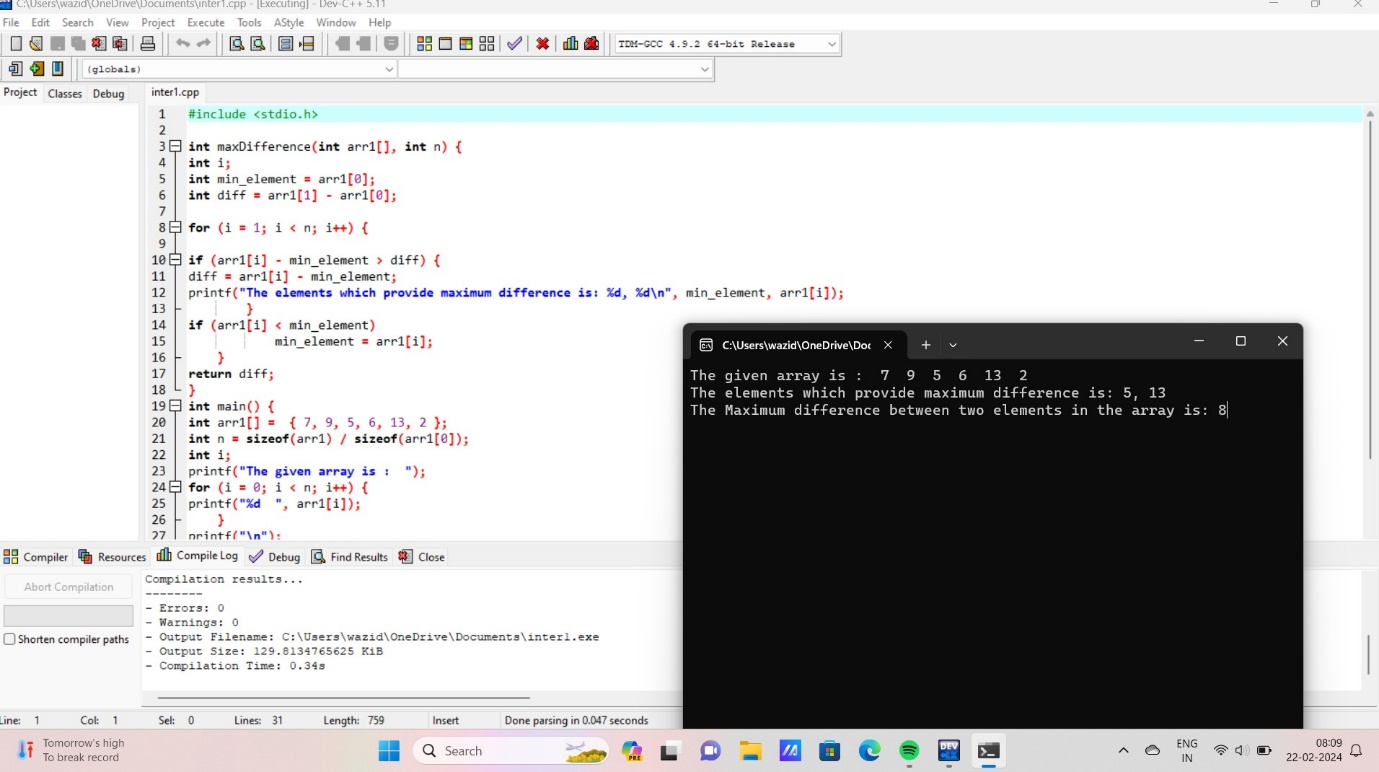 C:\Users\wazid\OneDrive\Documents\inter1.cpp - [Executing] - Dev-C++ 5.11
File Edit Search View Project Execute Tools AStyle Window Help
TDM-GCC 4.9.2 64-bit Release
(globals)
Project Classes Debug
inter1.cpp
1 #include <stdio.h>
2
3 int maxDifference(int arr1[], int n) {
4 int i;
5 int min_element = arr1[0];
6 int diff = arr1[1] - arr1[0];
7
8 for (i = 1; i < n; i++) {
9
10 if (arr1[i] - min_element > diff) {
11 diff = arr1[i] - min_element;
12 printf("The elements which provide maximum difference is: %d, %d\n", min_element, arr1[i]);
13 }
14 if (arr1[i] < min_element)
15 min_element = arr1[i];
16 }
17 return diff;
18 }
19 int main() {
20 int arr1[] = { 7, 9, 5, 6, 13, 2 };
21 int n = sizeof(arr1) / sizeof(arr1[0]);
22 int i;
23 printf("The given array is :  ");
24 for (i = 0; i < n; i++) {
25 printf("%d  ", arr1[i]);
26 }
27 printf("\n");
C:\Users\wazid\OneDrive\Doc
The given array is :  7  9  5  6  13  2
The elements which provide maximum difference is: 5, 13
The Maximum difference between two elements in the array is: 8
Compiler Resources Compile Log Debug Find Results Close
Abort Compilation
Shorten compiler paths
Compilation results...
--------
- Errors: 0
- Warnings: 0
- Output Filename: C:\Users\wazid\OneDrive\Documents\inter1.exe
- Output Size: 129.8134765625 KiB
- Compilation Time: 0.34s
Line: 1 Col: 1 Sel: 0 Lines: 31 Length: 759 Insert Done parsing in 0.047 seconds
Tomorrow's high
To break record
Search
PRE
DEV
ENG
IN
08:09
22-02-2024